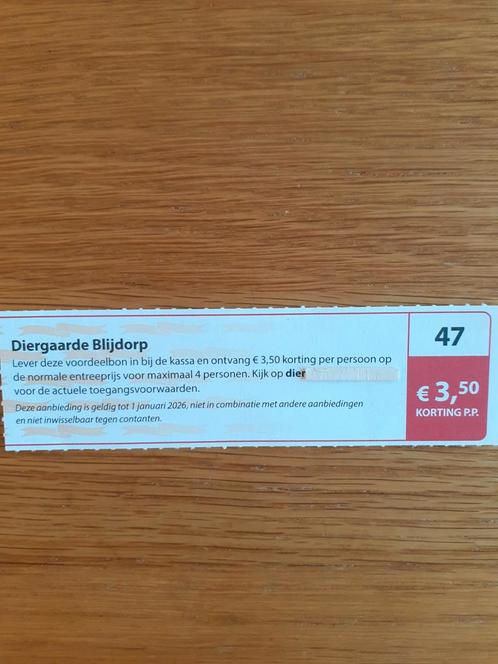 Diergaarde Blijdorp
Lever deze voordeelbon in bij de kassa en ontvang € 3,50 korting per persoon op
de normale entreeprijs voor maximaal 4 personen. Kijk op dier
voor de actuele toegangsvoorwaarden.
Deze aanbieding is geldig tot 1 januari 2026, niet in combinatie met andere aanbiedingen
en niet inwisselbaar tegen contanten.
47
€ 3,50
KORTING P.P.